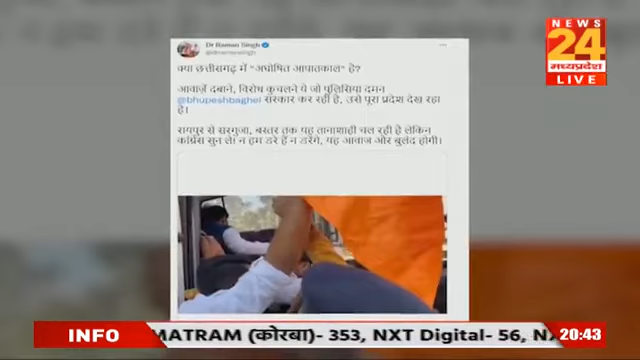 NEWS
24
मध्यप्रदेश
LIVE
Dr Raman Singh
@drramansingh
क्या छत्तीसगढ़ में "अघोषित आपातकाल" है?
आवाज़ें दबाने, विरोध कुचलने ये जो पुलिसिया दमन
@bhupeshbaghel संस्कार कर रही है, उसे पूरा प्रदेश देख रहा
है।
रायपुर से सरगुजा, बस्तर तक यह तानाशाही चल रही है लेकिन
कांग्रेस सुन ले! न हम डरे हैं न डरेंगे, यह आवाज और बुलंद होगी।
INFO
MATRAM (कोरबा)- 353, NXT Digital- 56, NX
20:43